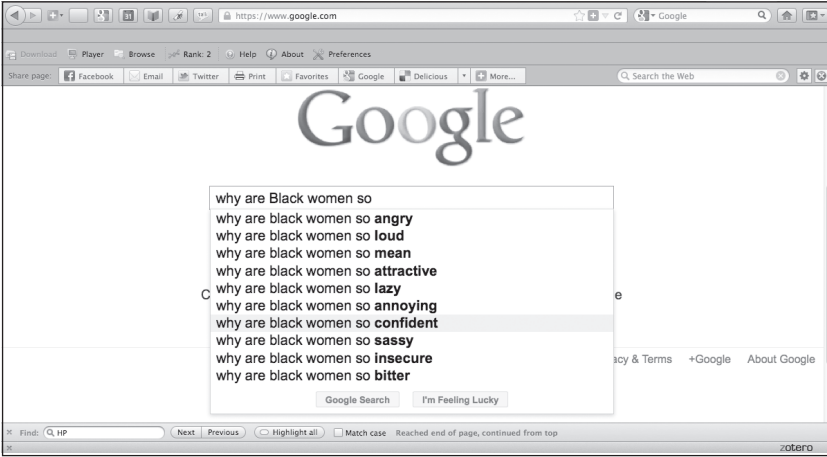 https://www.google.com
Google
Download Player Browse Rank: 2 Help About Preferences
Share page: Facebook Email Twitter Print Favorites Google Delicious More... Search the Web
Google
why are Black women so
why are black women so angry
why are black women so loud
why are black women so mean
why are black women so attractive
why are black women so lazy
C why are black women so annoying e
why are black women so confident
why are black women so sassy
why are black women so insecure
acy & Terms +Google About Google
why are black women so bitter
Google Search I'm Feeling Lucky
Find: HP Next Previous Highlight all Match case Reached end of page, continued from top
zotero